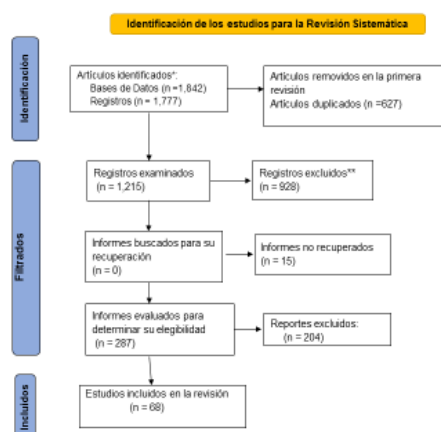 Identificación de los estudios para la Revisión Sistemática
Identificación
Artículos identificados*:
Bases de Datos (n =1,842)
Registros (n = 1,777)
Artículos removidos en la primera
revisión
Artículos duplicados (n =627)
Filtrados
Registros examinados
(n = 1,215)
Registros excluidos**
(n = 928)
Informes buscados para su
recuperación
(n = 0)
Informes no recuperados
(n = 15)
Informes evaluados para
determinar su elegibilidad
(n = 287)
Reportes excluidos:
(n = 204)
Incluidos
Estudios incluidos en la revisión
(n = 68)